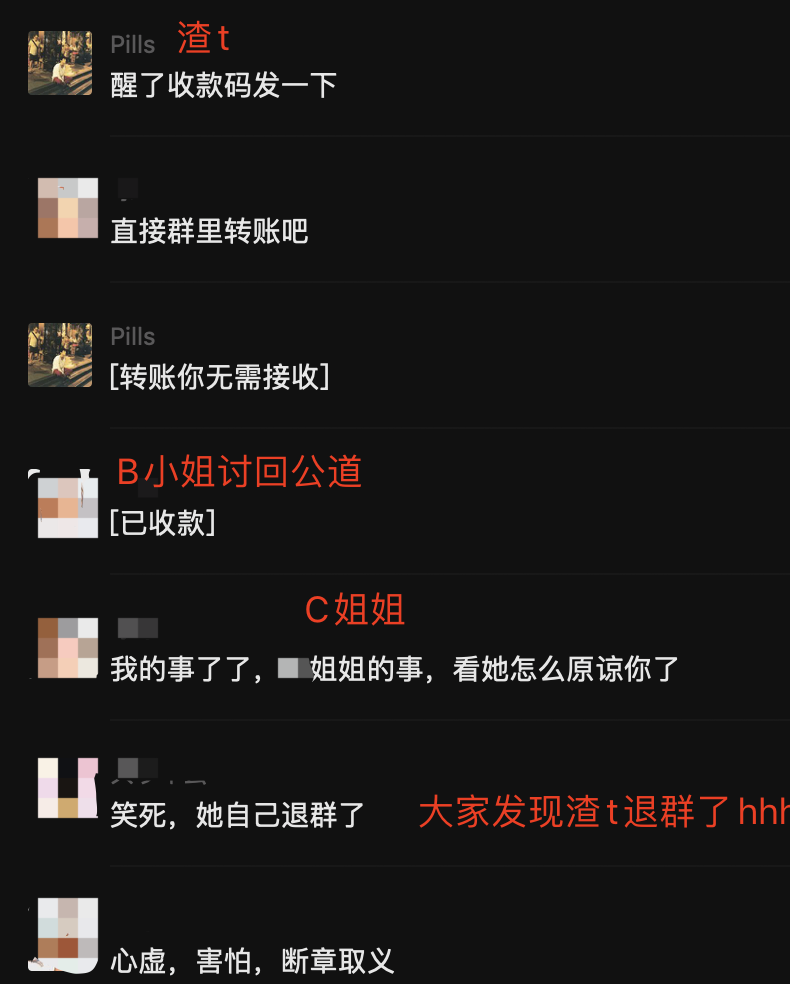 Pills 渣t
醒了收款码发一下
直接群里转账吧
Pills
[转账你无需接收]
B小姐讨回公道
[已收款]
C姐姐
我的事了了，姐姐的事，看她怎么原谅你了
笑死，她自己退群了 大家发现渣t退群了hhh
心虚，害怕，断章取义